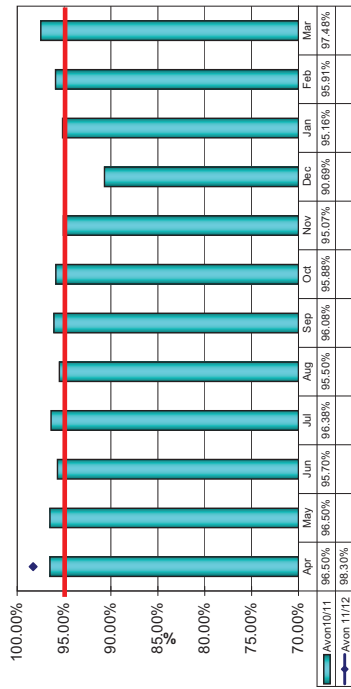 100.00%
95.00%
90.00%
85.00%
80.00%
75.00%
70.00%
%
Apr May Jun Jul Aug Sep Oct Nov Dec Jan Feb Mar
Avon10/11 96.50% 96.50% 95.70% 96.38% 95.50% 96.08% 95.88% 95.07% 90.69% 95.16% 95.91% 97.48%
Avon 11/12 98.30%